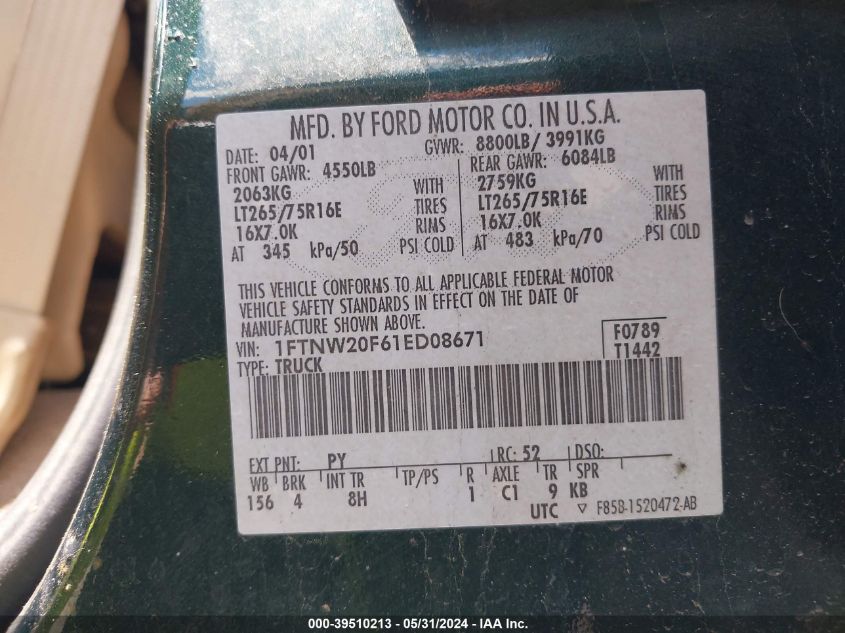 MFD. BY FORD MOTOR CO. IN U.S.A.
DATE: 04/01 GVWR: 8800LB/ 3991KG
FRONT GAWR: 4550LB REAR GAWR: 6084LB
2063KG WITH 2759KG WITH
LT265/75R16E TIRES LT265/75R16E TIRES
16X7.0K RIMS 16X7.0K RIMS
AT 345 kPa/50 PSI COLD AT 483 kPa/70 PSI COLD
THIS VEHICLE CONFORMS TO ALL APPLICABLE FEDERAL MOTOR
VEHICLE SAFETY STANDARDS IN EFFECT ON THE DATE OF
MANUFACTURE SHOWN ABOVE.
VIN: 1FTNW20F61ED08671 F0789
TYPE: TRUCK T1442
EXT PNT: PY RC: 52 DSO:
WB BRK INT TR TP/PS R AXLE TR SPR
156 4 8H 1 C1 9 KB
UTC ▽ F85B-1520472-AB
000-39510213 - 05/31/2024 - IAA Inc.